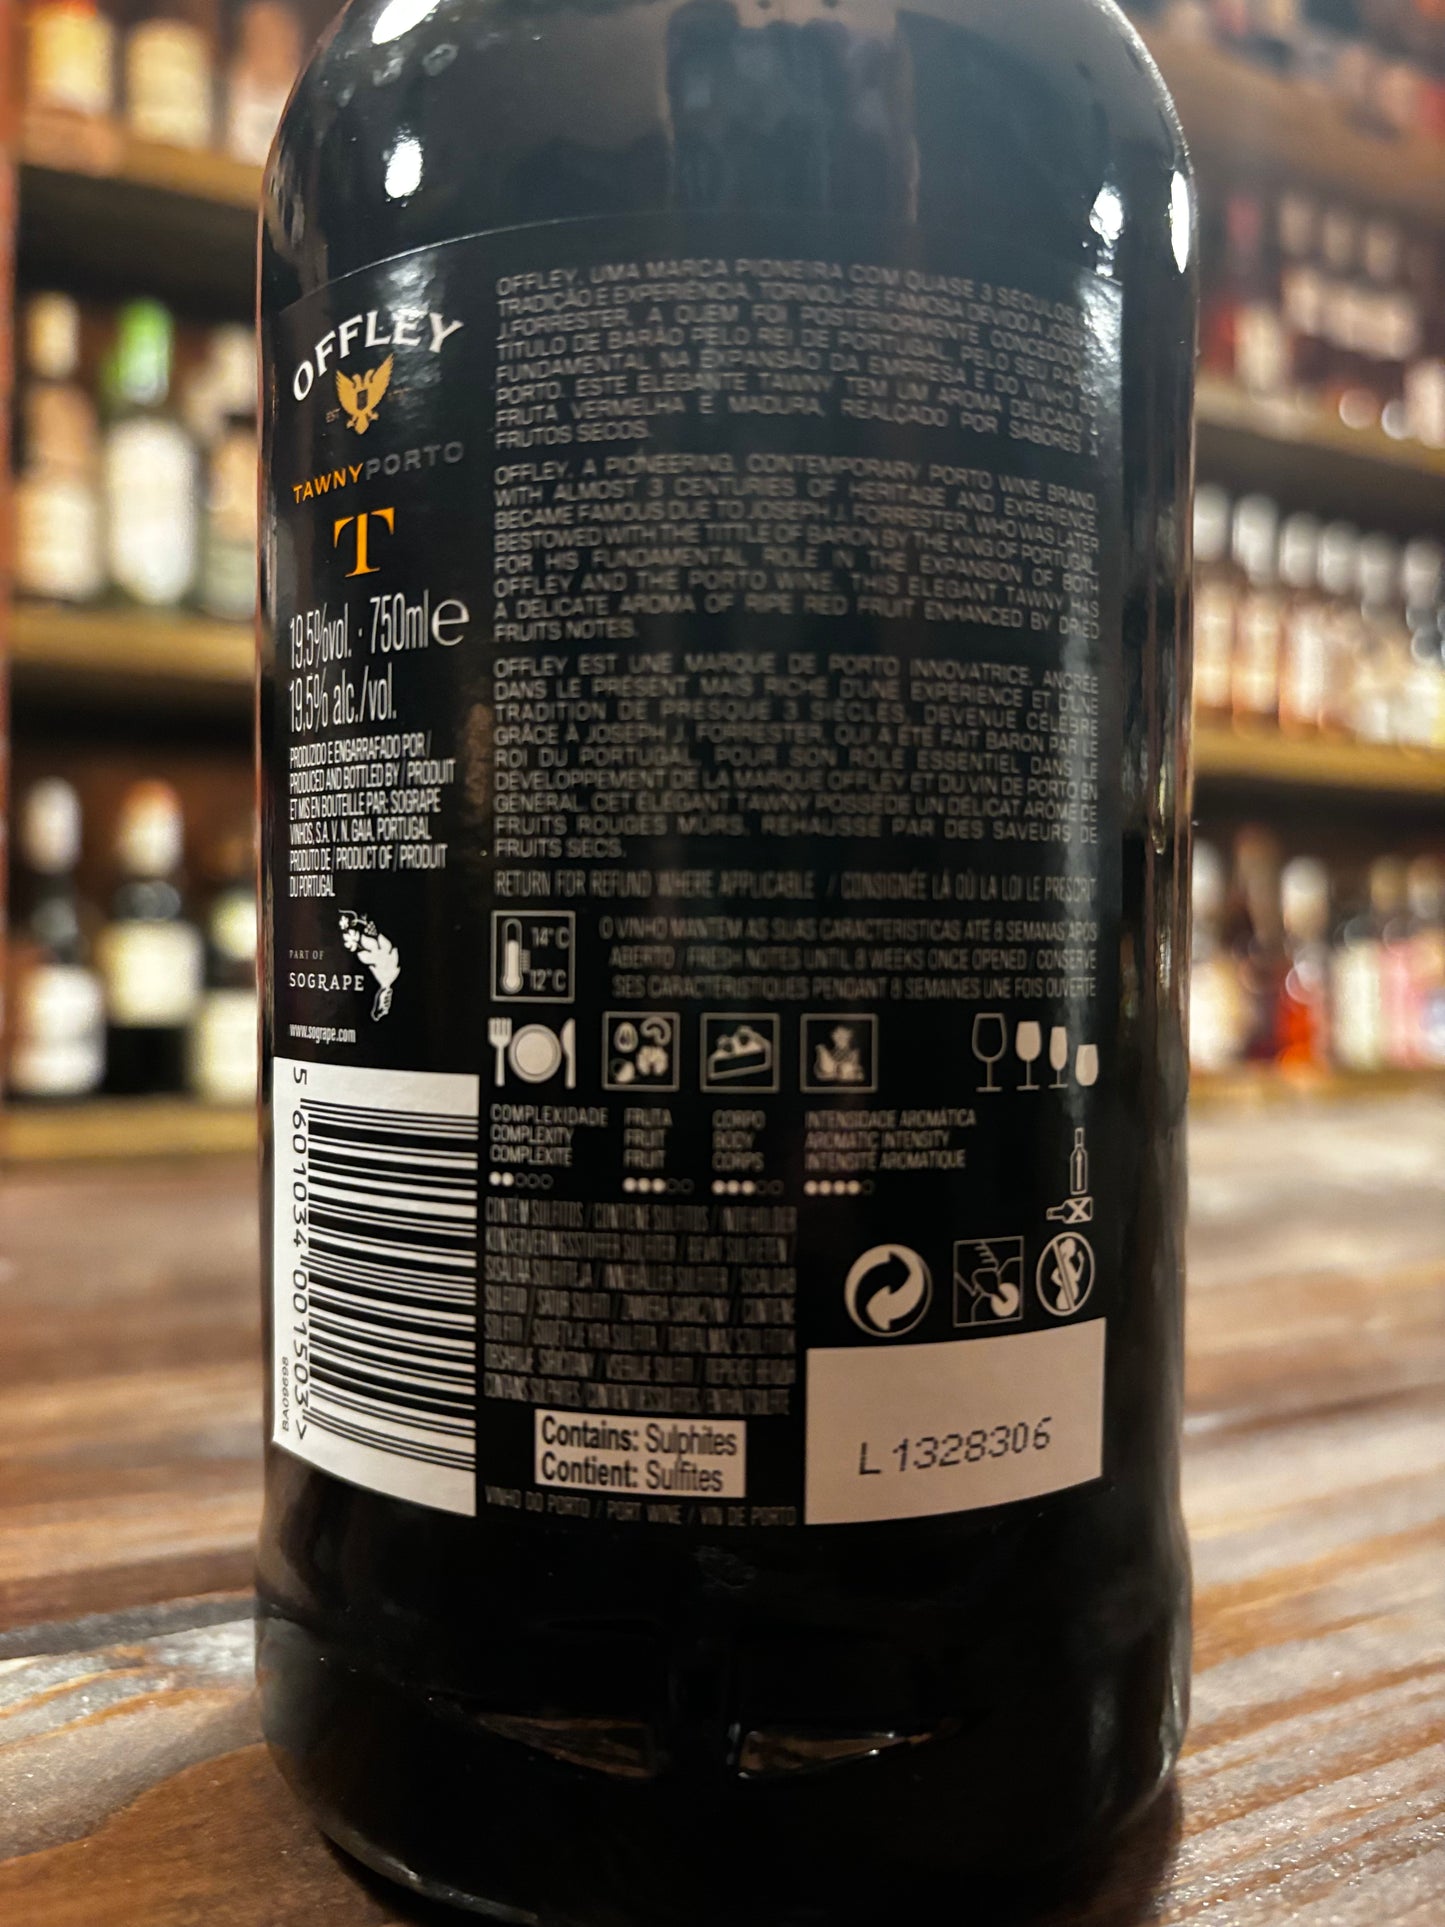 OFFLEY
EST.
TAWNYPORTO
T
19,5%vol. · 750ml e
19,5% alc./vol.
PRODUZIDO E ENGARRAFADO POR /
PRODUCED AND BOTTLED BY / PRODUIT
ET MIS EN BOUTEILLE PAR: SOGRAPE
VINHOS, S.A. V. N. GAIA, PORTUGAL
PRODUTO DE / PRODUCT OF / PRODUIT
DU PORTUGAL
PART OF
SOGRAPE
www.sogrape.com
5 601034 001503 >
BA09698
OFFLEY, UMA MARCA PIONEIRA COM QUASE 3 SÉCULOS
TRADIÇÃO E EXPERIÊNCIA, TORNOU-SE FAMOSA DEVIDO A
J.FORRESTER, A QUEM FOI POSTERIORMENTE CONCEDIDO
TITULO DE BARÃO PELO REI DE PORTUGAL, PELO SEU
FUNDAMENTAL NA EXPANSÃO DA EMPRESA E DO VINHO DO
PORTO. ESTE ELEGANTE TAWNY TEM UM AROMA DELICADO A
FRUTA VERMELHA E MADURA, REALÇADO POR SABORES A
FRUTOS SECOS.
OFFLEY, A PIONEERING, CONTEMPORARY PORTO WINE BRAND,
WITH ALMOST 3 CENTURIES OF HERITAGE AND EXPERIENCE
BECAME FAMOUS DUE TO JOSEPH J. FORRESTER, WHO WAS LATER
BESTOWED WITH THE TITTLE OF BARON BY THE KING OF PORTUGAL,
FOR HIS FUNDAMENTAL ROLE IN THE EXPANSION OF BOTH
OFFLEY AND THE PORTO WINE. THIS ELEGANT TAWNY HAS
A DELICATE AROMA OF RIPE RED FRUIT ENHANCED BY DRIED
FRUITS NOTES.
OFFLEY EST UNE MARQUE DE PORTO INNOVATRICE, ANCRÉE
DANS LE PRÉSENT MAIS RICHE D'UNE EXPÉRIENCE ET D'UNE
TRADITION DE PRESQUE 3 SIÈCLES, DEVENUE CÉLÈBRE
GRÂCE À JOSEPH J. FORRESTER, QUI A ÉTÉ FAIT BARON PAR LE
ROI DU PORTUGAL, POUR SON RÔLE ESSENTIEL DANS LE
DÉVELOPPEMENT DE LA MARQUE OFFLEY ET DU VIN DE PORTO EN
GÉNÉRAL. CET ÉLÉGANT TAWNY POSSÈDE UN DÉLICAT ARÔME DE
FRUITS ROUGES MÛRS, REHAUSSÉ PAR DES SAVEURS DE
FRUITS SECS.
RETURN FOR REFUND WHERE APPLICABLE / CONSIGNÉE LÀ OÙ LA LOI LE PRESCRIT
14°C
12°C
O VINHO MANTÉM AS SUAS CARACTERÍSTICAS ATÉ 8 SEMANAS APÓS
ABERTO / FRESH NOTES UNTIL 8 WEEKS ONCE OPENED / CONSERVE
SES CARACTÉRISTIQUES PENDANT 8 SEMAINES UNE FOIS OUVERTE
COMPLEXIDADE FRUTA CORPO INTENSIDADE AROMÁTICA
COMPLEXITY FRUIT BODY AROMATIC INTENSITY
COMPLEXITÉ FRUIT CORPS INTENSITÉ AROMATIQUE
CONTÉM SULFITOS / CONTIENE SULFITOS /
Contains: Sulphites
Contient: Sulfites
VINHO DO PORTO / PORT WINE / VIN DE PORTO
L1328306